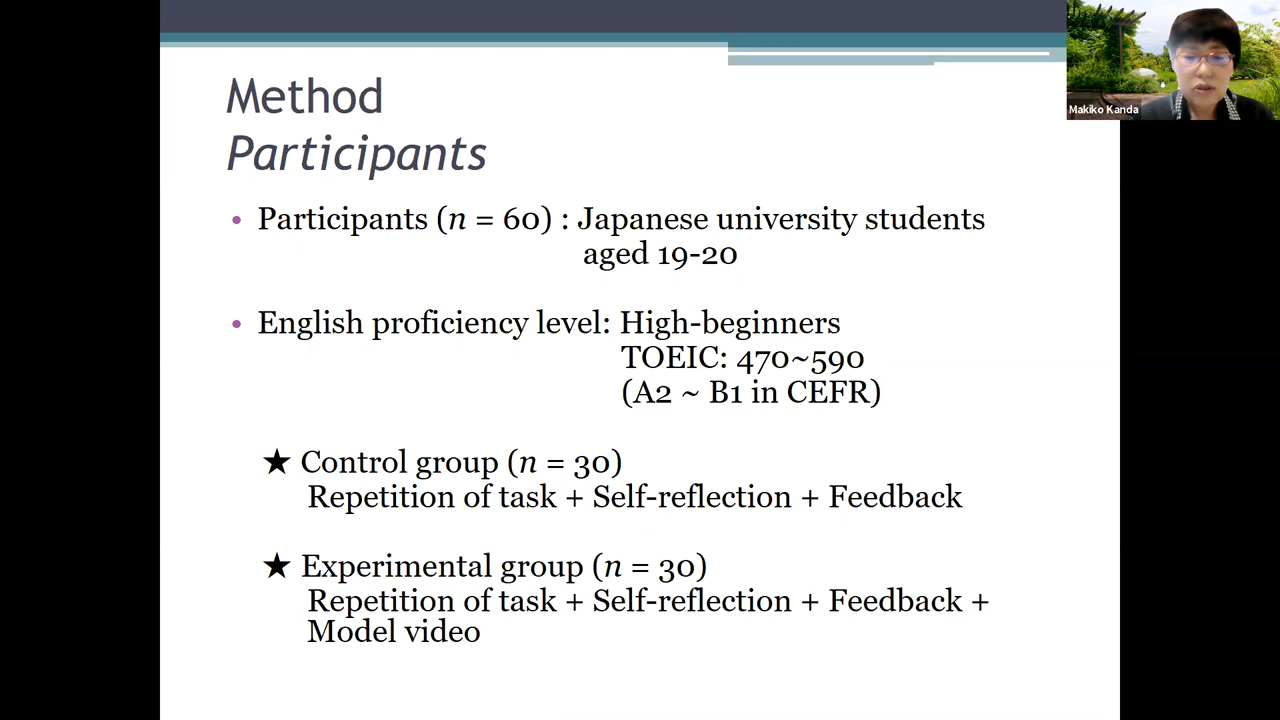 Method
Participants
• Participants (n = 60) : Japanese university students
aged 19-20
• English proficiency level: High-beginners
TOEIC: 470~590
(A2 ~ B1 in CEFR)
★ Control group (n = 30)
Repetition of task + Self-reflection + Feedback
★ Experimental group (n = 30)
Repetition of task + Self-reflection + Feedback +
Model video
Makiko Kanda